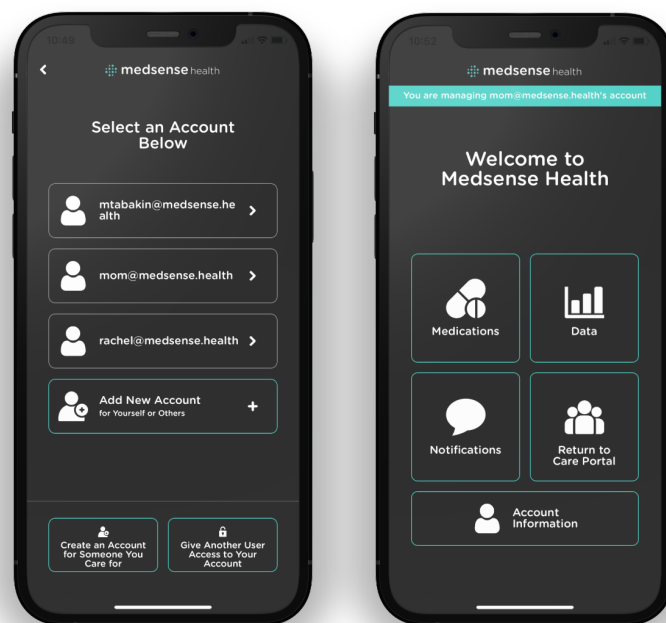 10:49
medsense health
Select an Account
Below
mtabakin@medsense.he
alth
mom@medsense.health
rachel@medsense.health
Add New Account
for Yourself or Others
Create an Account
for Someone You
Care for
Give Another User
Access to Your
Account
10:52
medsense health
You are managing mom@medsense.health's account
Welcome to
Medsense Health
Medications
Data
Notifications
Return to
Care Portal
Account
Information